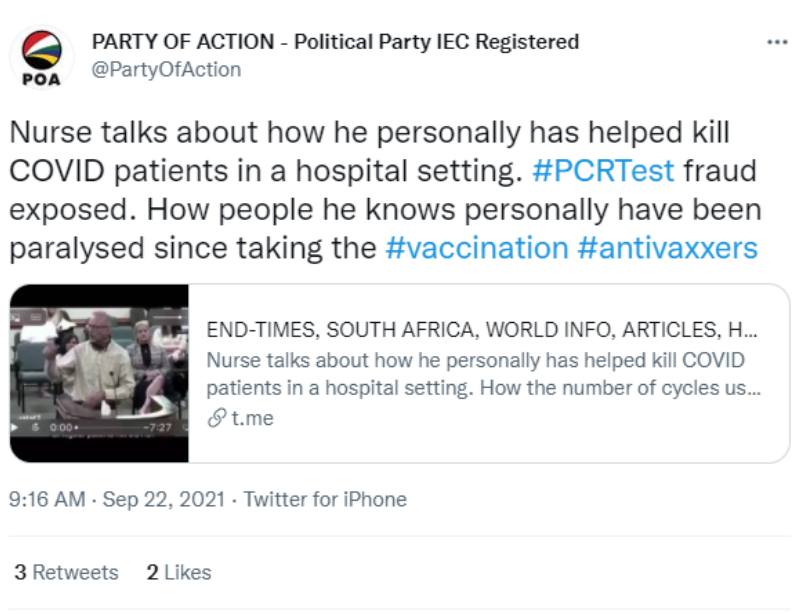 PARTY OF ACTION - Political Party IEC Registered
@PartyOfAction
POA
Nurse talks about how he personally has helped kill
COVID patients in a hospital setting. #PCRTest fraud
exposed. How people he knows personally have been
paralysed since taking the #vaccination #antivaxxers
END-TIMES, SOUTH AFRICA, WORLD INFO, ARTICLES, H...
Nurse talks about how he personally has helped kill COVID
patients in a hospital setting. How the number of cycles us...
t.me
0:00
-7:27
9:16 AM · Sep 22, 2021 · Twitter for iPhone
3 Retweets 2 Likes